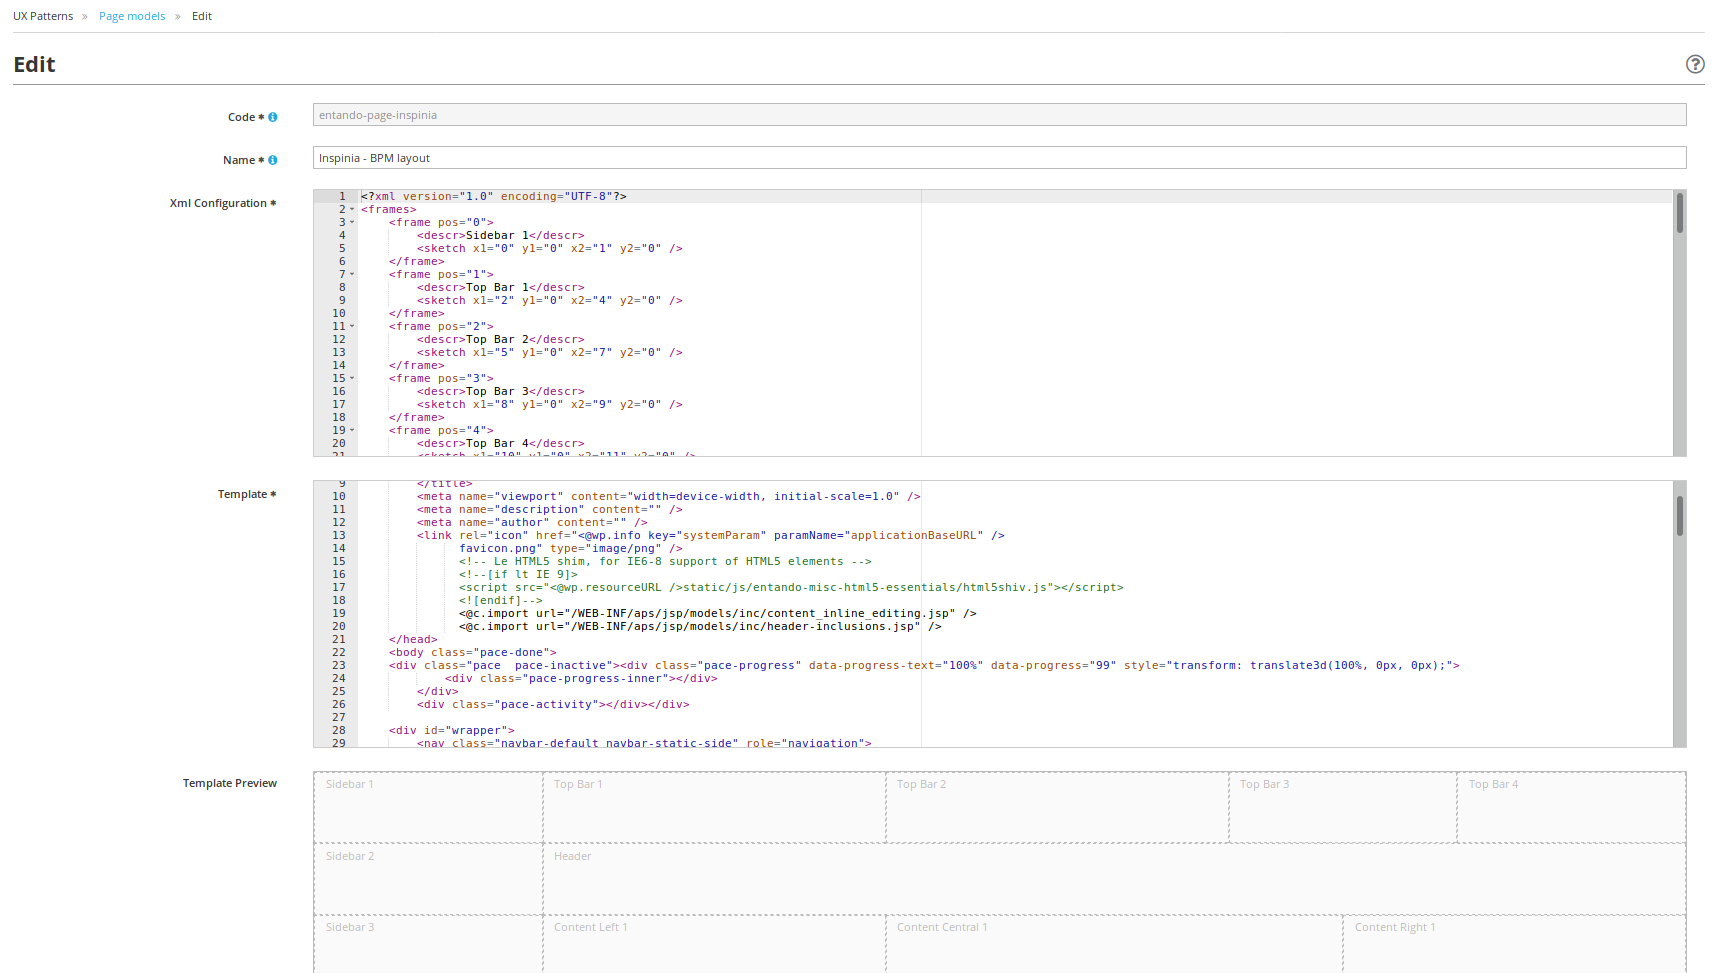 UX Patterns » Page models » Edit
Edit
Code * entando-page-inspinia
Name * Inspinia - BPM layout
Xml Configuration *
1 <?xml version="1.0" encoding="UTF-8"?>
2 <frames>
3 <frame pos="0">
4 <descr>Sidebar 1</descr>
5 <sketch x1="0" y1="0" x2="1" y2="0" />
6 </frame>
7 <frame pos="1">
8 <descr>Top Bar 1</descr>
9 <sketch x1="2" y1="0" x2="4" y2="0" />
10 </frame>
11 <frame pos="2">
12 <descr>Top Bar 2</descr>
13 <sketch x1="5" y1="0" x2="7" y2="0" />
14 </frame>
15 <frame pos="3">
16 <descr>Top Bar 3</descr>
17 <sketch x1="8" y1="0" x2="9" y2="0" />
18 </frame>
19 <frame pos="4">
20 <descr>Top Bar 4</descr>
21 <sketch x1="10" y1="0" x2="11" y2="0" />
Template *
9 </title>
10 <meta name="viewport" content="width=device-width, initial-scale=1.0" />
11 <meta name="description" content="" />
12 <meta name="author" content="" />
13 <link rel="icon" href="<@wp.info key="systemParam" paramName="applicationBaseURL" />
14 favicon.png" type="image/png" />
15 <!-- Le HTML5 shim, for IE6-8 support of HTML5 elements -->
16 <!--[if lt IE 9]>
17 <script src="<@wp.resourceURL />static/js/entando-misc-html5-essentials/html5shiv.js"></script>
18 <![endif]-->
19 <@c.import url="/WEB-INF/aps/jsp/models/inc/content_inline_editing.jsp" />
20 <@c.import url="/WEB-INF/aps/jsp/models/inc/header-inclusions.jsp" />
21 </head>
22 <body class="pace-done">
23 <div class="pace  pace-inactive"><div class="pace-progress" data-progress-text="100%" data-progress="99" style="transform: translate3d(100%, 0px, 0px);">
24 <div class="pace-progress-inner"></div>
25 </div>
26 <div class="pace-activity"></div></div>
27
28 <div id="wrapper">
29 <nav class="navbar-default navbar-static-side" role="navigation">
Template Preview
Sidebar 1 Top Bar 1 Top Bar 2 Top Bar 3 Top Bar 4
Sidebar 2 Header
Sidebar 3 Content Left 1 Content Central 1 Content Right 1